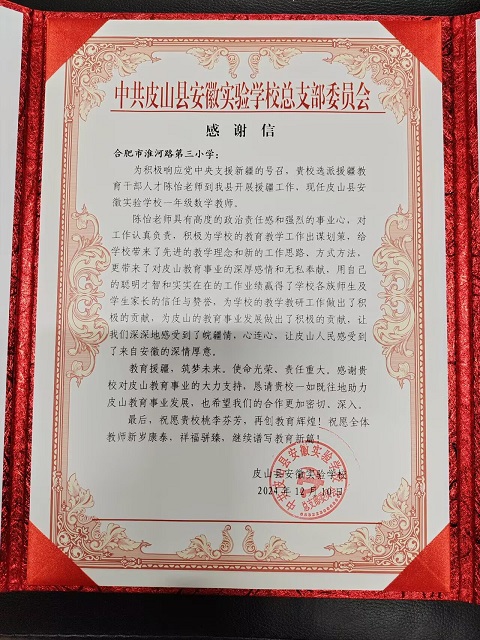 中共皮山县安徽实验学校总支部委员会
感谢信
合肥市淮河路第三小学：
为积极响应党中央支援新疆的号召，贵校选派援疆教
育干部人才陈怡老师到我县开展援疆工作，现任皮山县安
徽实验学校一年级数学教师。
陈怡老师具有高度的政治责任感和强烈的事业心，对
工作认真负责，积极为学校的教育教学工作出谋划策，给
学校带来了先进的教学理念和新的工作思路、方式方法，
更带来了对皮山教育事业的深厚感情和无私奉献，用自己
的聪明才智和实实在在的工作业绩赢得了学校各族师生及
学生家长的信任与赞誉，为学校的教学教研工作做出了积
极的贡献，为皮山的教育事业发展做出了积极的贡献，让
我们深深地感受到了皖疆情，心连心，让皮山人民感受到
了来自安徽的深情厚意。
教育援疆，筑梦未来。使命光荣、责任重大。感谢贵
校对皮山教育事业的大力支持，恳请贵校一如既往地助力
皮山教育事业发展，也希望我们的合作更加密切、深入。
最后，祝愿贵校桃李芬芳，再创教育辉煌！祝愿全体
教师新岁康泰，祥福骈臻，继续谱写教育新篇！
皮山县安徽实验学校
2024年12月10日